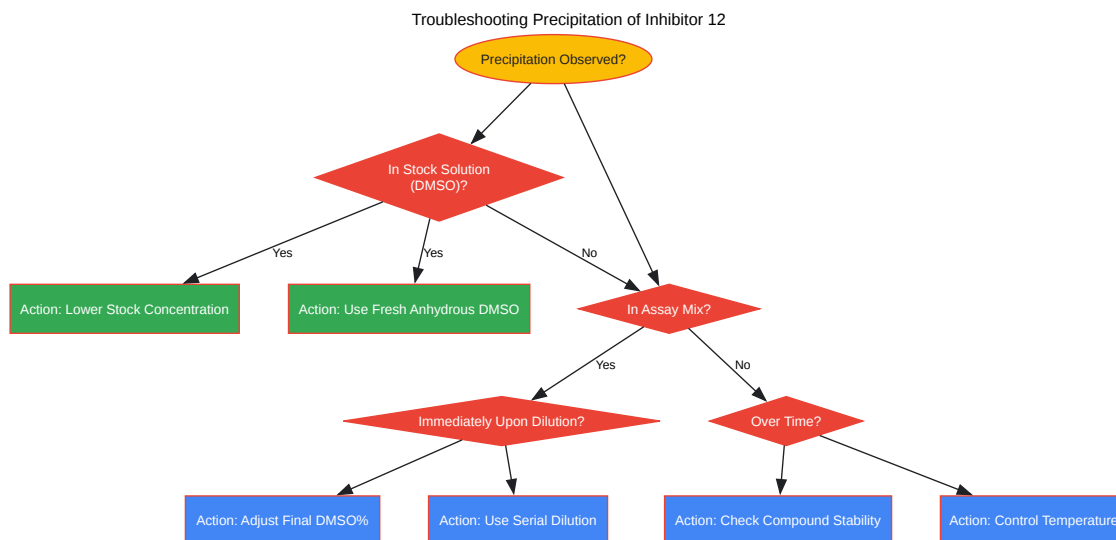 Troubleshooting Precipitation of Inhibitor 12
Precipitation Observed?
In Stock Solution
(DMSO)?
Yes
Yes
No
Action: Lower Stock Concentration
Action: Use Fresh Anhydrous DMSO
In Assay Mix?
Yes
No
Immediately Upon Dilution?
Over Time?
Action: Adjust Final DMSO%
Action: Use Serial Dilution
Action: Check Compound Stability
Action: Control Temperature